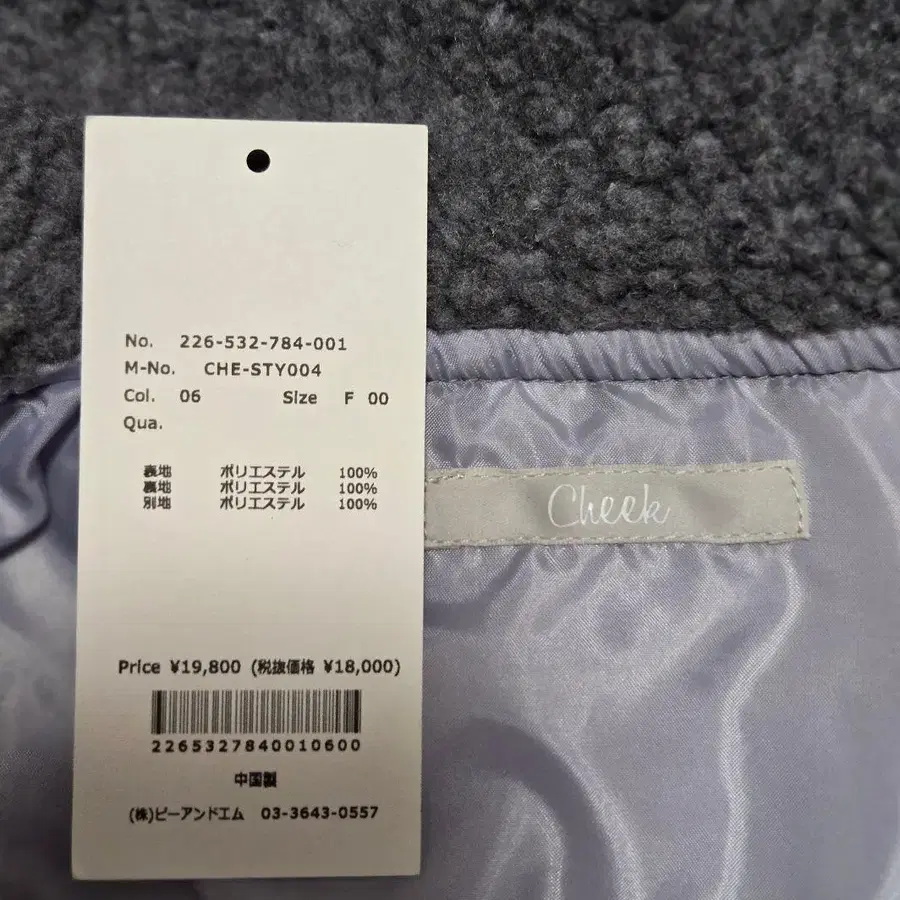 No. 226-532-784-001
M-No. CHE-STY004
Col. 06 Size F 00
Qua.
表地 ポリエステル 100%
裏地 ポリエステル 100%
別地 ポリエステル 100%
Cheek
Price ¥19,800 (税抜価格 ¥18,000)
2265327840010600
中国製
(株)ビーアンドエム 03-3643-0557